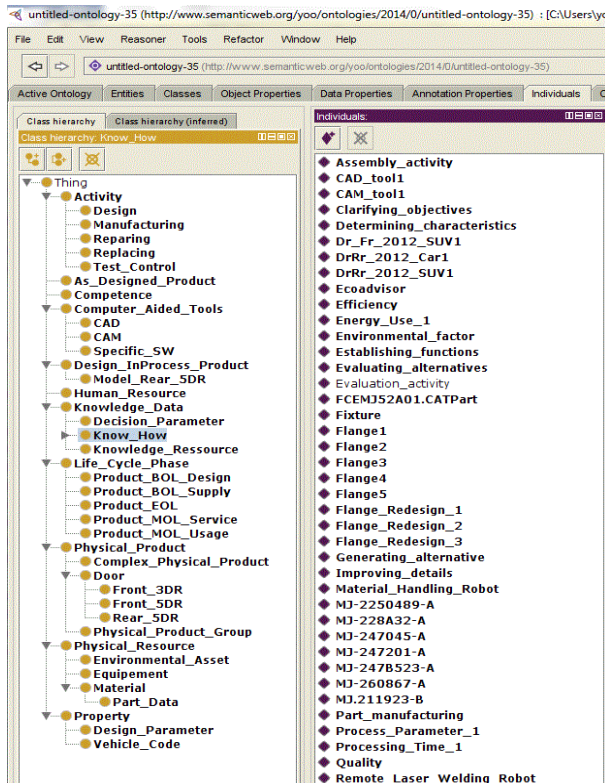 untitled-ontology-35 (http://www.semanticweb.org/yoo/ontologies/2014/0/untitled-ontology-35) : [C:\Users\yo
File Edit View Reasoner Tools Refactor Window Help
untitled-ontology-35 (http://www.semanticweb.org/yoo/ontologies/2014/0/untitled-ontology-35)
Active Ontology Entities Classes Object Properties Data Properties Annotation Properties Individuals
Class hierarchy Class hierarchy (inferred)
Class hierarchy: Know_How
Thing
Activity
Design
Manufacturing
Reparing
Replacing
Test_Control
As_Designed_Product
Competence
Computer_Aided_Tools
CAD
CAM
Specific_SW
Design_InProcess_Product
Model_Rear_5DR
Human_Resource
Knowledge_Data
Decision_Parameter
Know_How
Knowledge_Ressource
Life_Cycle_Phase
Product_BOL_Design
Product_BOL_Supply
Product_EOL
Product_MOL_Service
Product_MOL_Usage
Physical_Product
Complex_Physical_Product
Door
Front_3DR
Front_5DR
Rear_5DR
Physical_Product_Group
Physical_Resource
Environmental_Asset
Equipement
Material
Part_Data
Property
Design_Parameter
Vehicle_Code
Individuals:
Assembly_activity
CAD_tool1
CAM_tool1
Clarifying_objectives
Determining_characteristics
Dr_Fr_2012_SUV1
DrRr_2012_Car1
DrRr_2012_SUV1
Ecoadvisor
Efficiency
Energy_Use_1
Environmental_factor
Establishing_functions
Evaluating_alternatives
Evaluation_activity
FCEMJ52A01.CATPart
Fixture
Flange1
Flange2
Flange3
Flange4
Flange5
Flange_Redesign_1
Flange_Redesign_2
Flange_Redesign_3
Generating_alternative
Improving_details
Material_Handling_Robot
MJ-2250489-A
MJ-228A32-A
MJ-247045-A
MJ-247201-A
MJ-247B523-A
MJ-260867-A
MJ.211923-B
Part_manufacturing
Process_Parameter_1
Processing_Time_1
Quality
Remote_Laser_Welding_Robot